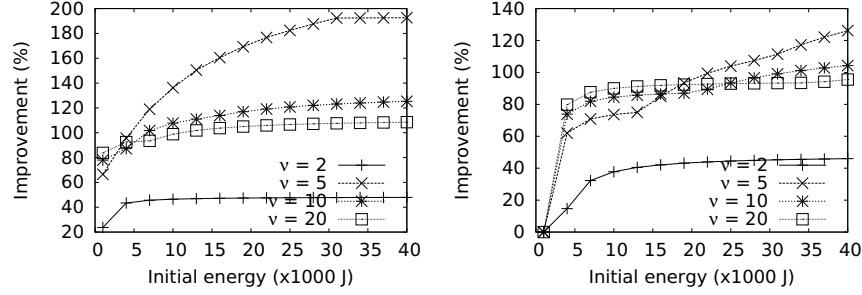 200
180
160
140
120
100
80
60
40
20
Improvement (%)
0 5 10 15 20 25 30 35 40
Initial energy (x1000 J)
ν = 2
ν = 5
ν = 10
ν = 20
140
120
100
80
60
40
20
0
Improvement (%)
0 5 10 15 20 25 30 35 40
Initial energy (x1000 J)
ν = 2
ν = 5
ν = 10
ν = 20